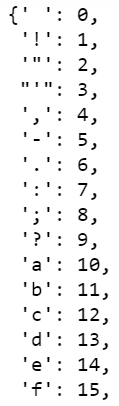 {' ': 0,
'!': 1,
'"': 2,
"'": 3,
',': 4,
'-': 5,
'.': 6,
':': 7,
';': 8,
'?': 9,
'a': 10,
'b': 11,
'c': 12,
'd': 13,
'e': 14,
'f': 15,